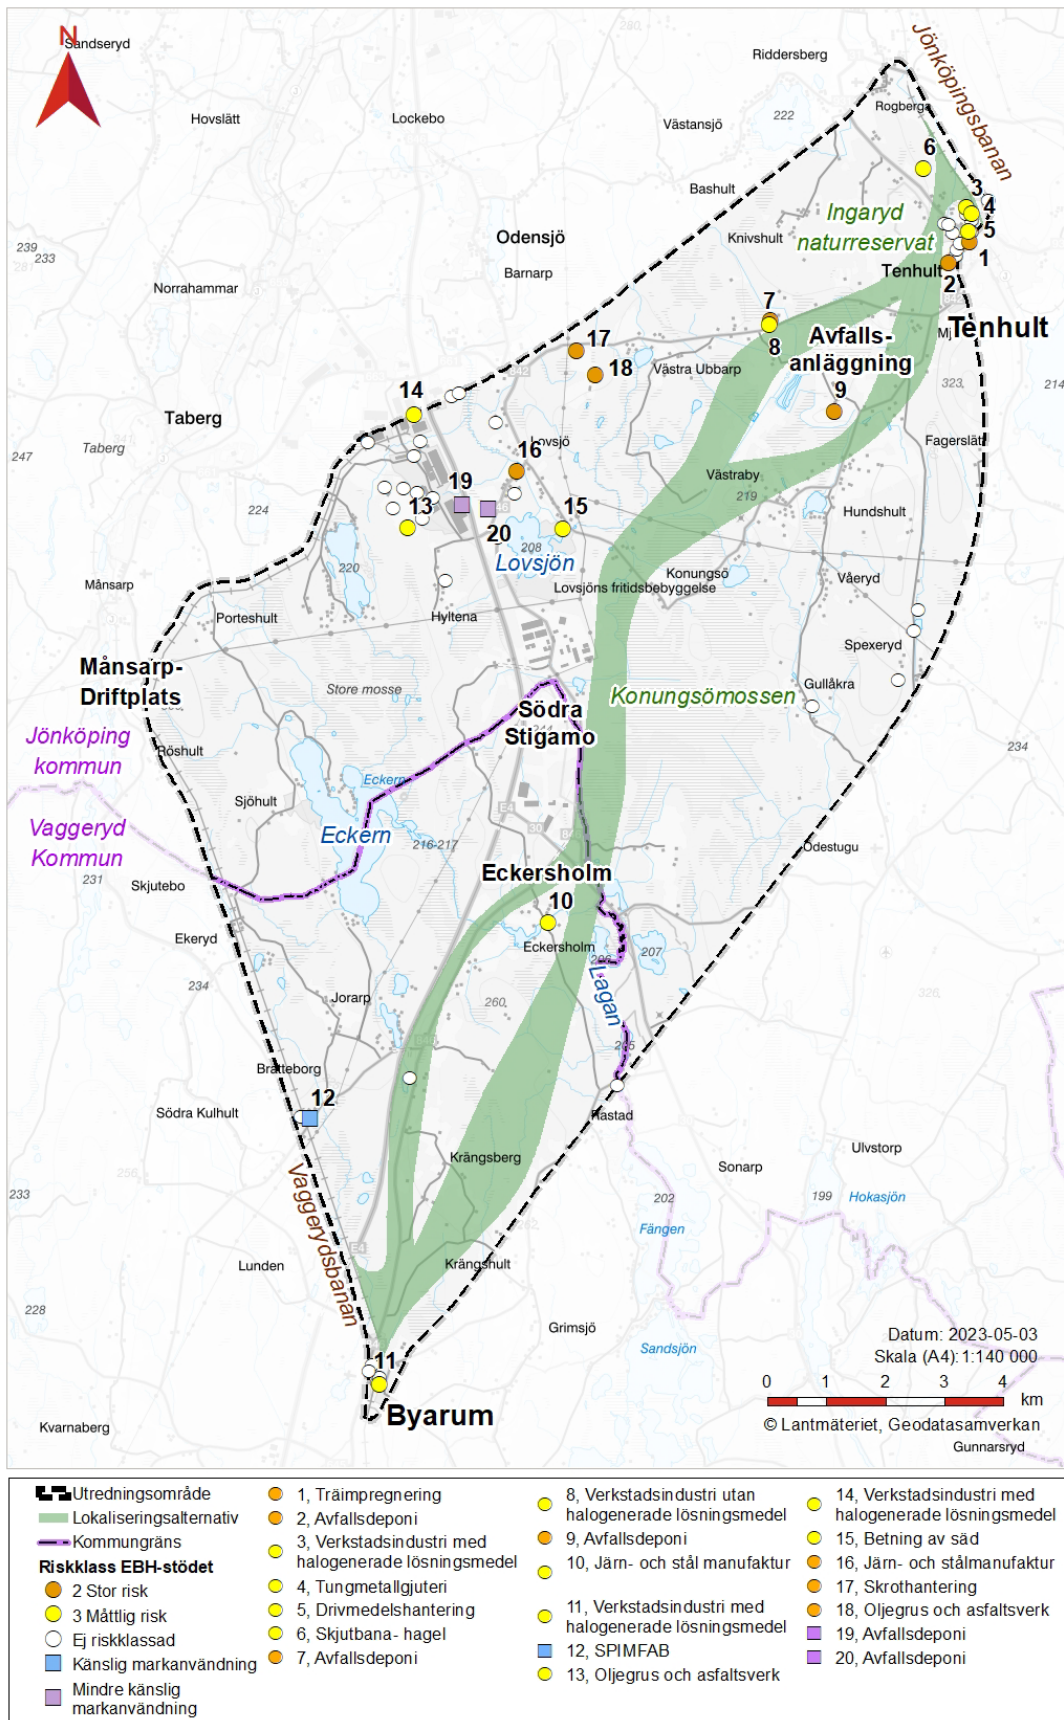 N
Sandseryd
Riddersberg
Jönköpingsbanan
Hovslätt
Lockebo
Rogberga
222
Västansjö
6
Bashult
3
4
Ingaryd
naturreservat
5
239
233
Odensjö
Knivshult
1
Barnarp
Tenhult
2
Norrahammar
7
Tenhult
17
Avfalls-
anläggning
8
18
Västra Ubbarp
323
9
214
14
Taberg
Taberg
Lovsjö
Fagerslätt
247
16
19
Västraby
224
219
13
15
Hundshult
20
208
Lovsjön
220
Konungsö
Månsarp
Lovsjöns fritidsbebyggelse
Våeryd
Porteshult
Hyltena
Spexeryd
Månsarp-
Driftplats
Store mosse
Gullåkra
Konungsömossen
Södra
Stigamo
Jönköping
kommun
Röshult
234
Eckern
Sjöhult
E4
Vaggeryd
Kommun
Eckern
30
216-217
Odestugu
231
Skjutebo
Eckersholm
10
Ekeryd
Eckersholm
206
207
234
Lagan
326
Jorarp
260
205
Bratteborg
12
Södra Kulhult
Rastad
Ulvstorp
Krängsberg
Sonarp
233
202
199
Hokasjön
Vaggerydsbanan
Fängen
E4
262
Lunden
Krängshult
228
Grimsjö
Sandsjön
Datum: 2023-05-03
Skala (A4):1:140 000
11
0 1 2 3 4
km
Byarum
© Lantmäteriet, Geodatasamverkan
Kvarnaberg
Gunnarsryd
Utredningsområde
Lokaliseringsalternativ
Kommungräns
Riskklass EBH-stödet
2 Stor risk
3 Måttlig risk
Ej riskklassad
Känslig markanvändning
Mindre känslig
markanvändning
1, Träimpregnering
2, Avfallsdeponi
3, Verkstadsindustri med
halogenerade lösningsmedel
4, Tungmetallgjuteri
5, Drivmedelshantering
6, Skjutbana- hagel
7, Avfallsdeponi
8, Verkstadsindustri utan
halogenerade lösningsmedel
9, Avfallsdeponi
10, Järn- och stål manufaktur
11, Verkstadsindustri med
halogenerade lösningsmedel
12, SPIMFAB
13, Oljegrus och asfaltsverk
14, Verkstadsindustri med
halogenerade lösningsmedel
15, Betning av säd
16, Järn- och stålmanufaktur
17, Skrothantering
18, Oljegrus och asfaltsverk
19, Avfallsdeponi
20, Avfallsdeponi